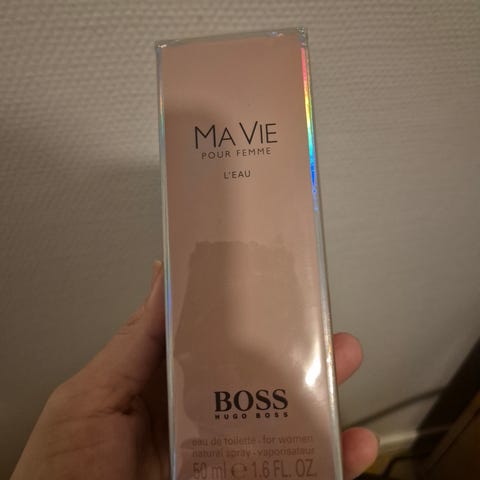 MA VIE
POUR FEMME
L'EAU
BOSS
HUGO BOSS
eau de toilette - for women
natural spray - vaporisateur
50 ml ℮ 1.6 FL. OZ.